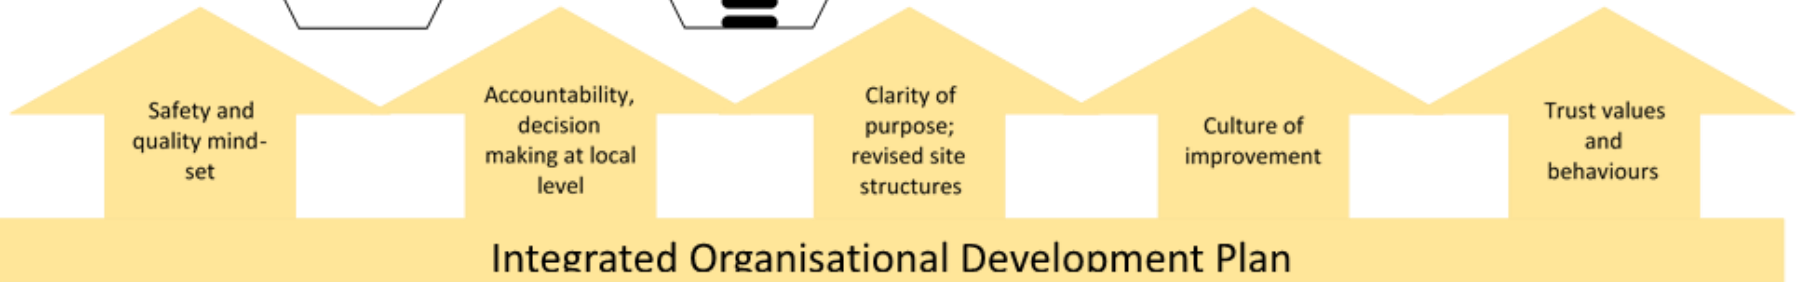 Safety and
quality mind-
set
Accountability,
decision
making at local
level
Clarity of
purpose;
revised site
structures
Culture of
improvement
Trust values
and
behaviours
Integrated Organisational Development Plan